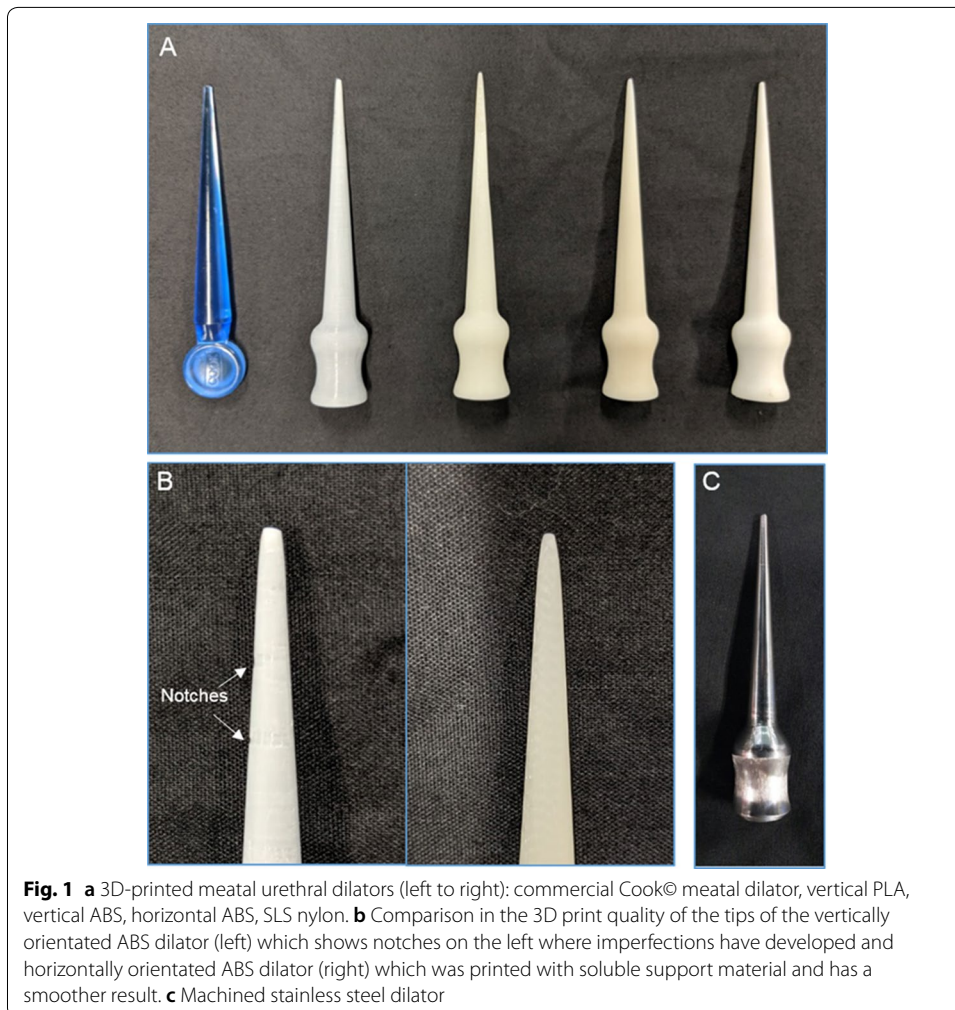 A
B
Notches
C
Fig. 1 a 3D-printed meatal urethral dilators (left to right): commercial Cook© meatal dilator, vertical PLA,
vertical ABS, horizontal ABS, SLS nylon. b Comparison in the 3D print quality of the tips of the vertically
orientated ABS dilator (left) which shows notches on the left where imperfections have developed and
horizontally orientated ABS dilator (right) which was printed with soluble support material and has a
smoother result. c Machined stainless steel dilator